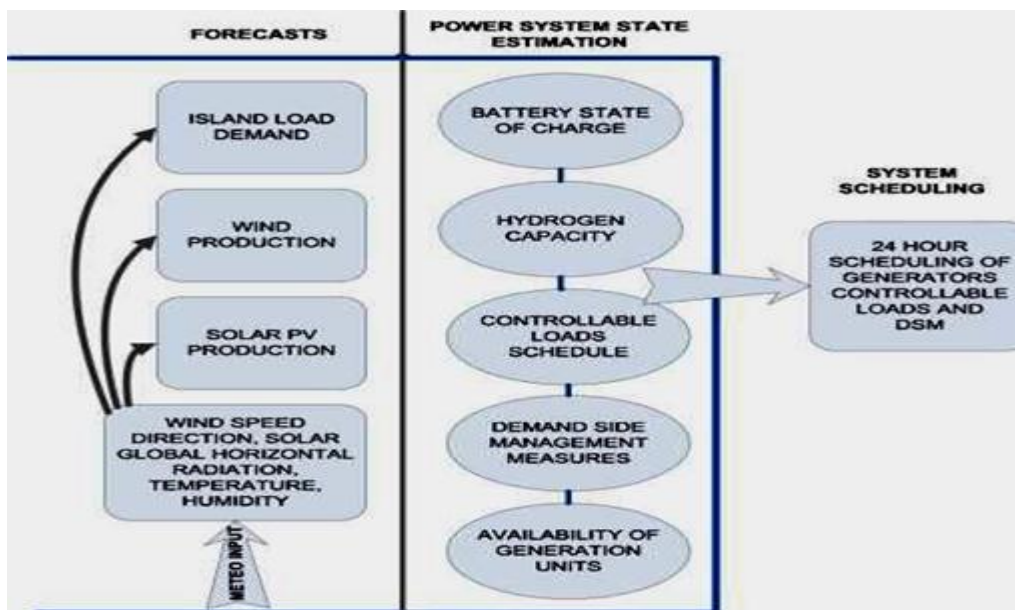 FORECASTS
ISLAND LOAD
DEMAND
WIND
PRODUCTION
SOLAR PV
PRODUCTION
WIND SPEED
DIRECTION, SOLAR
GLOBAL HORIZONTAL
RADIATION,
TEMPERATURE,
HUMIDITY
METEO INPUT
POWER SYSTEM STATE
ESTIMATION
BATTERY STATE
OF CHARGE
HYDROGEN
CAPACITY
CONTROLLABLE
LOADS
SCHEDULE
DEMAND SIDE
MANAGEMENT
MEASURES
AVAILABILITY OF
GENERATION
UNITS
SYSTEM
SCHEDULING
24 HOUR
SCHEDULING OF
GENERATORS
CONTROLLABLE
LOADS AND
DSM